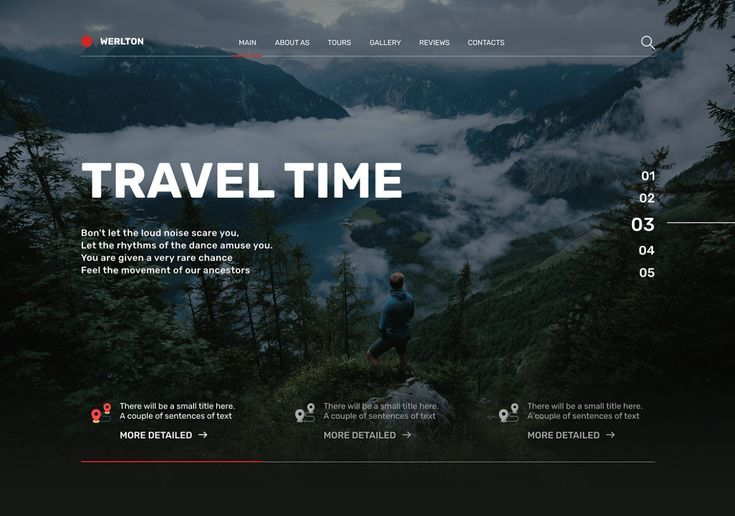 WERLTON
MAIN ABOUT AS TOURS GALLERY REVIEWS CONTACTS
TRAVEL TIME
Bon't let the loud noise scare you,
Let the rhythms of the dance amuse you.
You are given a very rare chance
Feel the movement of our ancestors
01
02
03
04
05
There will be a small title here.
A couple of sentences of text
MORE DETAILED →
There will be a small title here.
A couple of sentences of text
MORE DETAILED →
There will be a small title here.
A couple of sentences of text
MORE DETAILED →